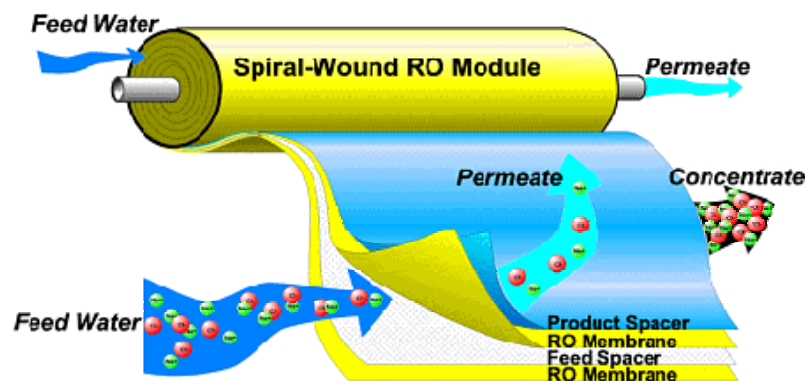 Feed Water
Spiral-Wound RO Module
Permeate
Permeate
Concentrate
Feed Water
Product Spacer
RO Membrane
Feed Spacer
RO Membrane